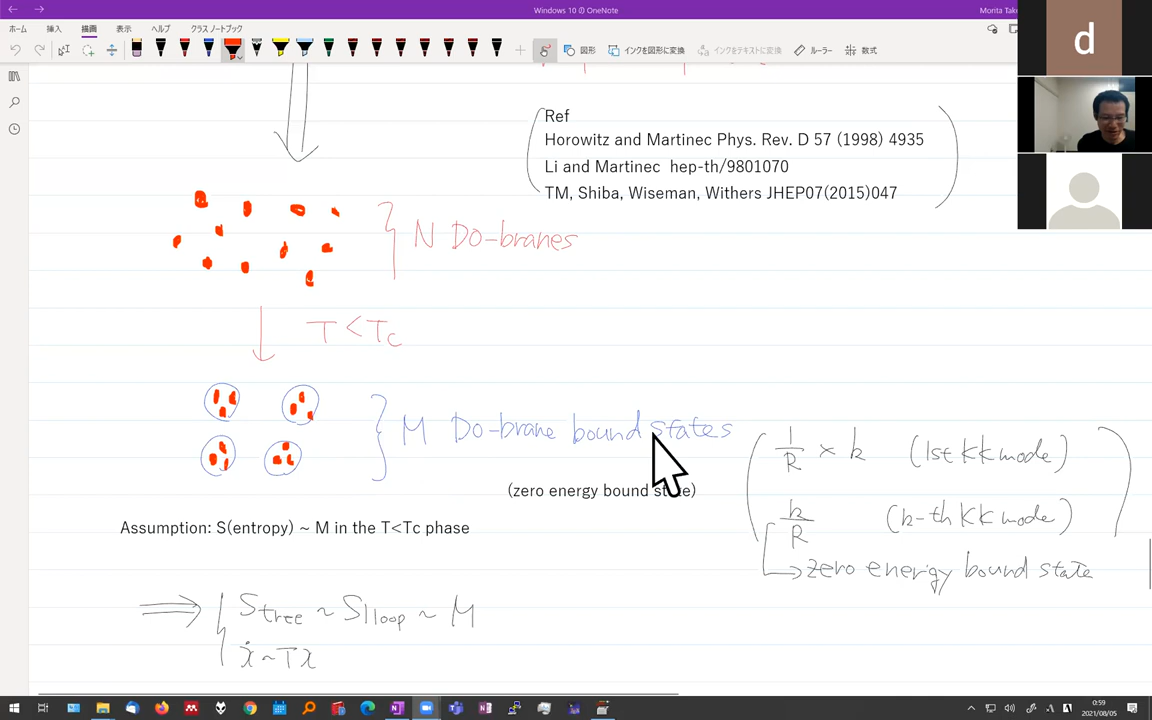 Windows 10 の OneNote
Morita Take
ホーム 挿入 描画 表示 ヘルプ クラス ノートブック
図形 インクを図形に変換 インクをテキストに変換 ルーラー 数式
d
Ref
Horowitz and Martinec Phys. Rev. D 57 (1998) 4935
Li and Martinec hep-th/9801070
TM, Shiba, Wiseman, Withers JHEP07(2015)047
N D0-branes
T < Tc
M D0-brane bound states
(zero energy bound state)
1/R × k (1st KK mode)
k/R (k-th KK mode)
→ zero energy bound state
Assumption: S(entropy) ~ M in the T<Tc phase
⇒ Stree ~ S1loop ~ M
ẋ ~ Tx
0:59
2021/08/05